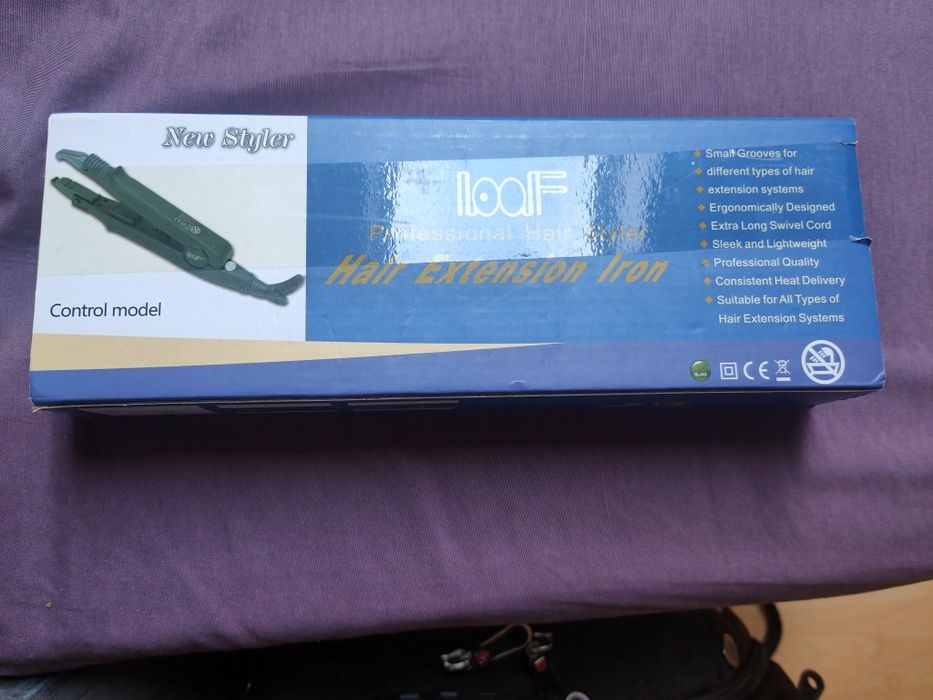 New Styler
Control model
Professional Hair Styler
Hair Extension Iron
Small Grooves for
different types of hair
extension systems
Ergonomically Designed
Extra Long Swivel Cord
Sleek and Lightweight
Professional Quality
Consistent Heat Delivery
Suitable for All Types of
Hair Extension Systems
CE